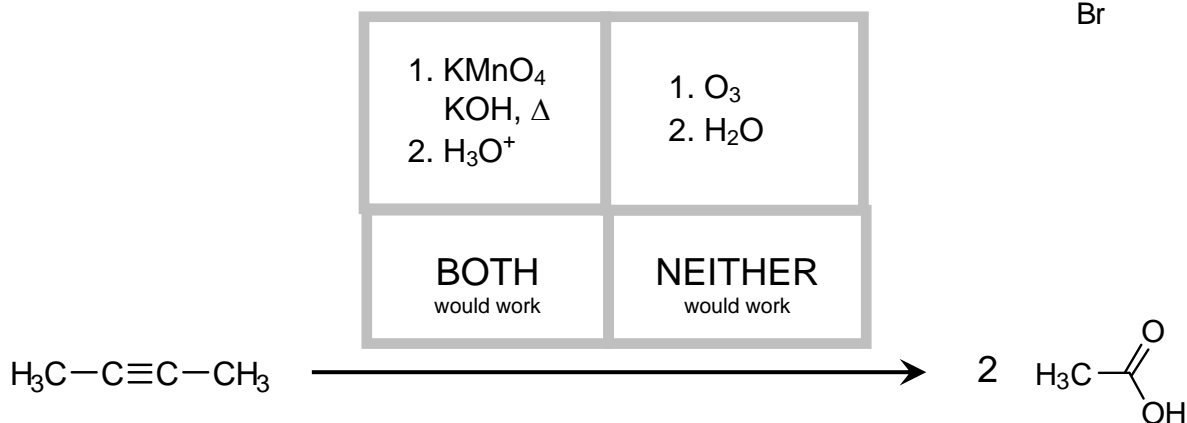 Br
1. KMnO₄
KOH, Δ
2. H₃O⁺
1. O₃
2. H₂O
BOTH
would work
NEITHER
would work
H₃C—C≡C—CH₃
2
H₃C
O
OH